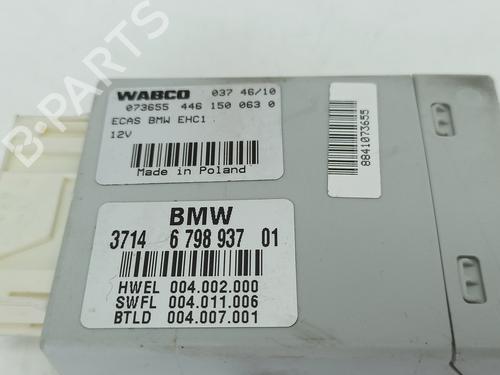 WABCO 037 46/10
073655 446 150 063 0
ECAS BMW EHC1
12V
Made in Poland
8841073655
BMW
3714 6 798 937 01
HWEL 004.002.000
SWFL 004.011.006
BTLD 004.007.001